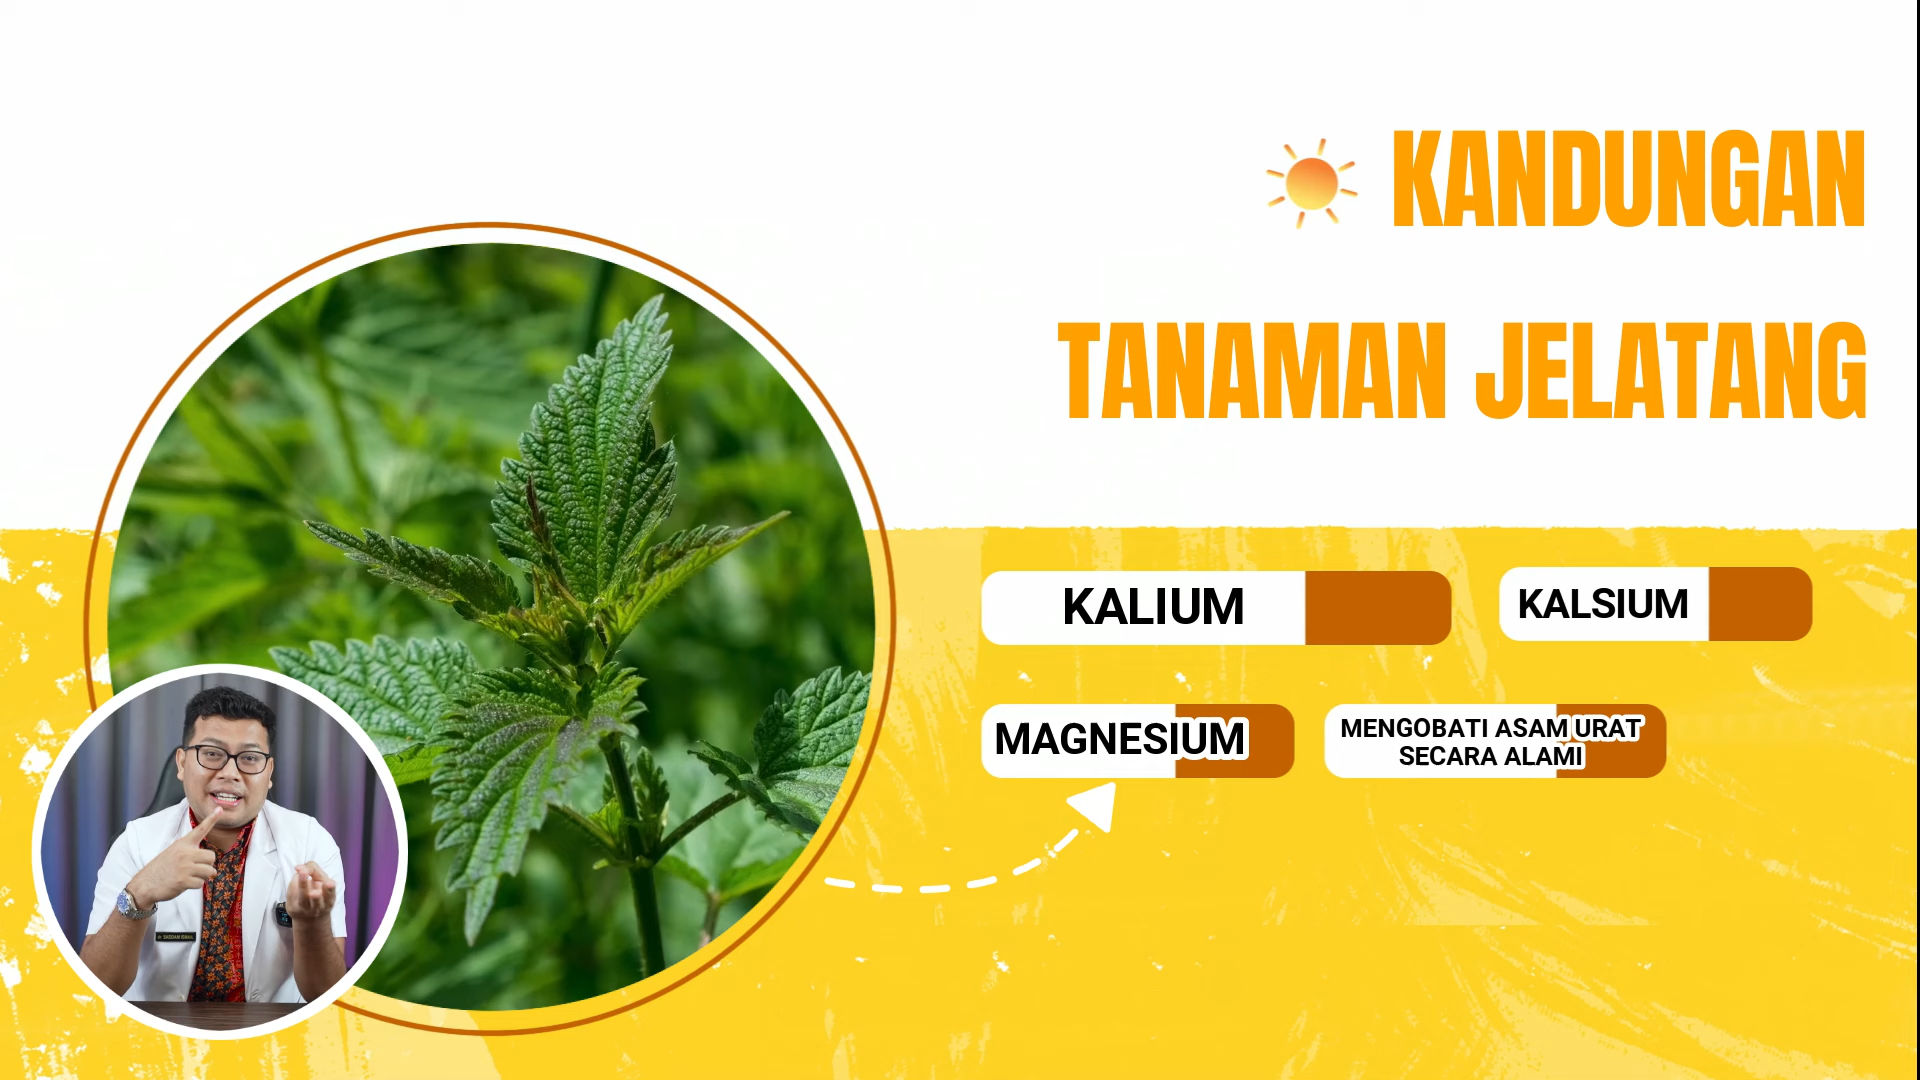 KANDUNGAN
TANAMAN JELATANG
KALIUM
KALSIUM
MAGNESIUM
MENGOBATI ASAM URAT
SECARA ALAMI